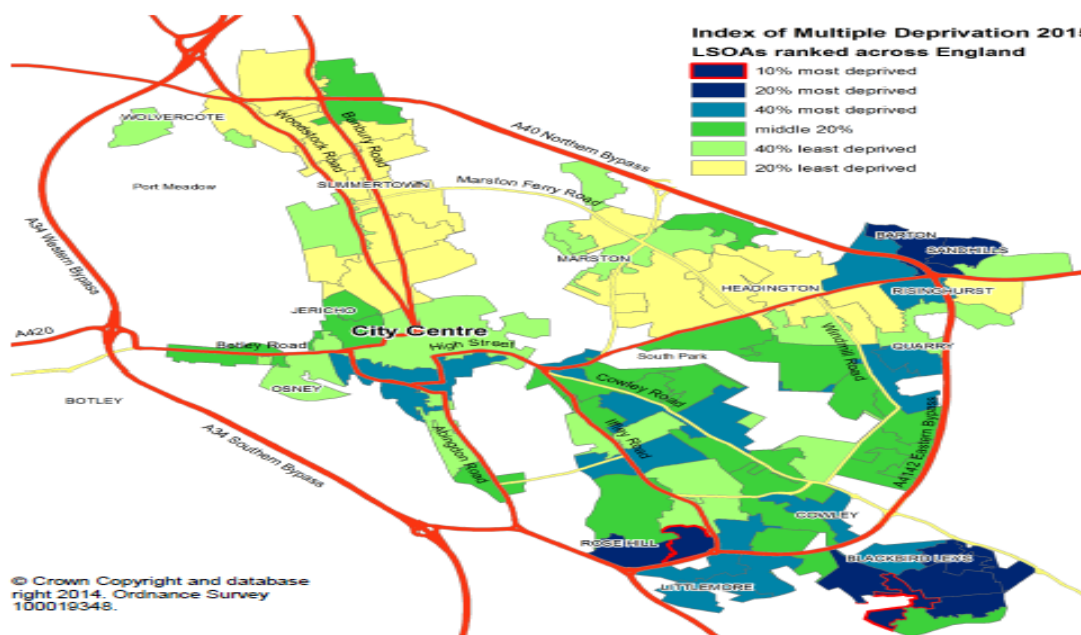 Index of Multiple Deprivation 2015
LSOAs ranked across England
10% most deprived
20% most deprived
40% most deprived
middle 20%
40% least deprived
20% least deprived
WOLVERCOTE
Woodstock Road
Banbury Road
A40 Northern Bypass
Port Meadow
SUMMERTOWN
Marston Ferry Road
A34 Western Bypass
MARSTON
BARTON
SANDHILLS
HEADINGTON
RISINGHURST
JERICHO
City Centre
A420
Botley Road
High Street
South Park
Windmill Road
QUARRY
OSNEY
BOTLEY
Cowley Road
Iffley Road
Abingdon Road
A34 Southern Bypass
A4142 Eastern Bypass
COWLEY
ROSE HILL
BLACKBIRD LEYS
LITTLEMORE
© Crown Copyright and database
right 2014. Ordnance Survey
100019348.